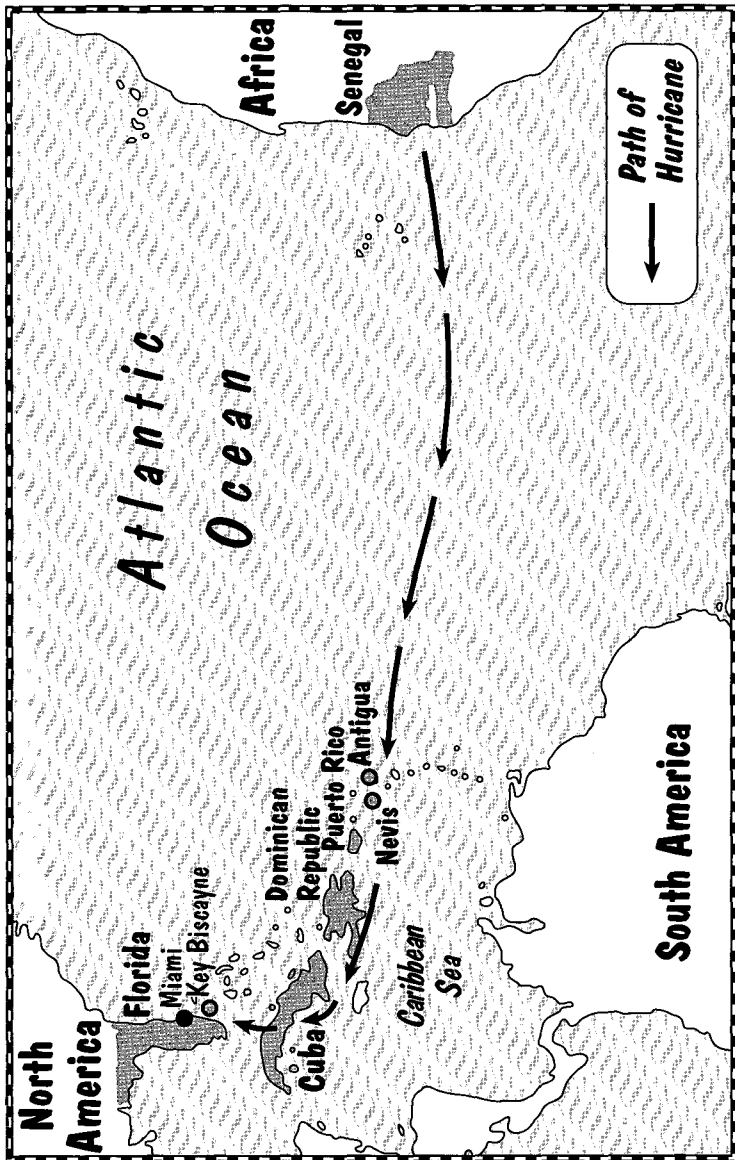 North
America
Florida
Miami
Key Biscayne
Cuba
Dominican
Republic
Puerto Rico
Antigua
Nevis
Caribbean
Sea
South America
Atlantic
Ocean
Africa
Senegal
Path of
Hurricane